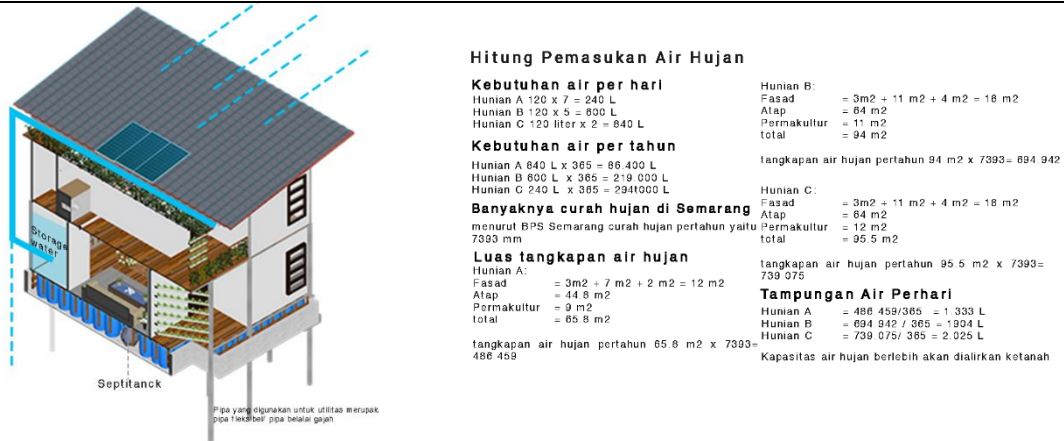 Storage
water
Septitanck
Pipa yang digunakan untuk utilitas merupak
pipa fleksibel/ pipa belalai gajah
Hitung Pemasukan Air Hujan
Kebutuhan air per hari
Hunian A 120 x 7 = 240 L
Hunian B 120 x 5 = 600 L
Hunian C 120 liter x 2 = 840 L
Kebutuhan air per tahun
Hunian A 840 L x 365 = 86.400 L
Hunian B 600 L x 365 = 219 000 L
Hunian C 240 L x 365 = 294t000 L
Banyaknya curah hujan di Semarang
menurut BPS Semarang curah hujan pertahun yaitu
7393 mm
Luas tangkapan air hujan
Hunian A:
Fasad = 3m2 + 7 m2 + 2 m2 = 12 m2
Atap = 44.8 m2
Permakultur = 9 m2
total = 65.8 m2
tangkapan air hujan pertahun 65.8 m2 x 7393=
486 459
Hunian B:
Fasad = 3m2 + 11 m2 + 4 m2 = 18 m2
Atap = 64 m2
Permakultur = 11 m2
total = 94 m2
tangkapan air hujan pertahun 94 m2 x 7393= 694 942
Hunian C:
Fasad = 3m2 + 11 m2 + 4 m2 = 18 m2
Atap = 64 m2
Permakultur = 12 m2
total = 95.5 m2
tangkapan air hujan pertahun 95.5 m2 x 7393=
739 075
Tampungan Air Perhari
Hunian A = 486 459/365 = 1.333 L
Hunian B = 694 942 / 365 = 1904 L
Hunian C = 739.075/ 365 = 2.025 L
Kapasitas air hujan berlebih akan dialirkan ketanah